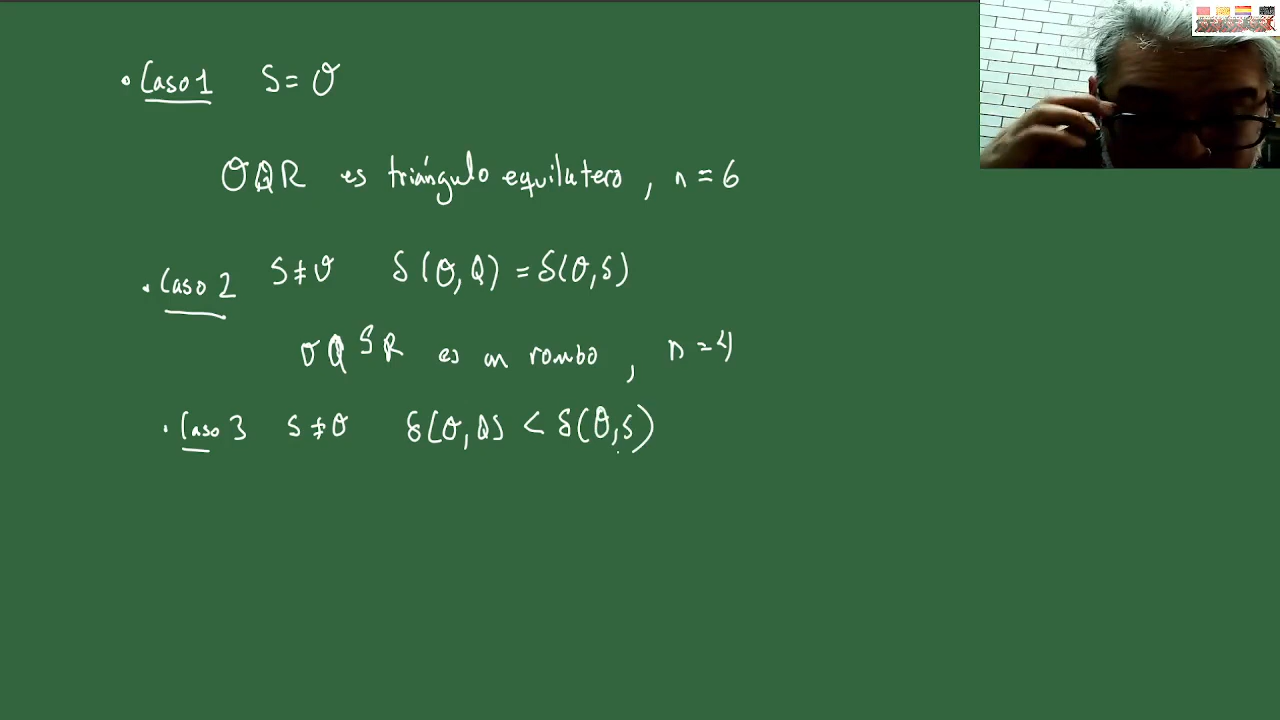 • Caso 1 S = O
OQR es triángulo equilatero, n = 6
• Caso 2 S ≠ O δ(O, Q) = δ(O, S)
OQSR es un rombo, n = 4
• Caso 3 S ≠ O δ(O, Q) < δ(O, S)